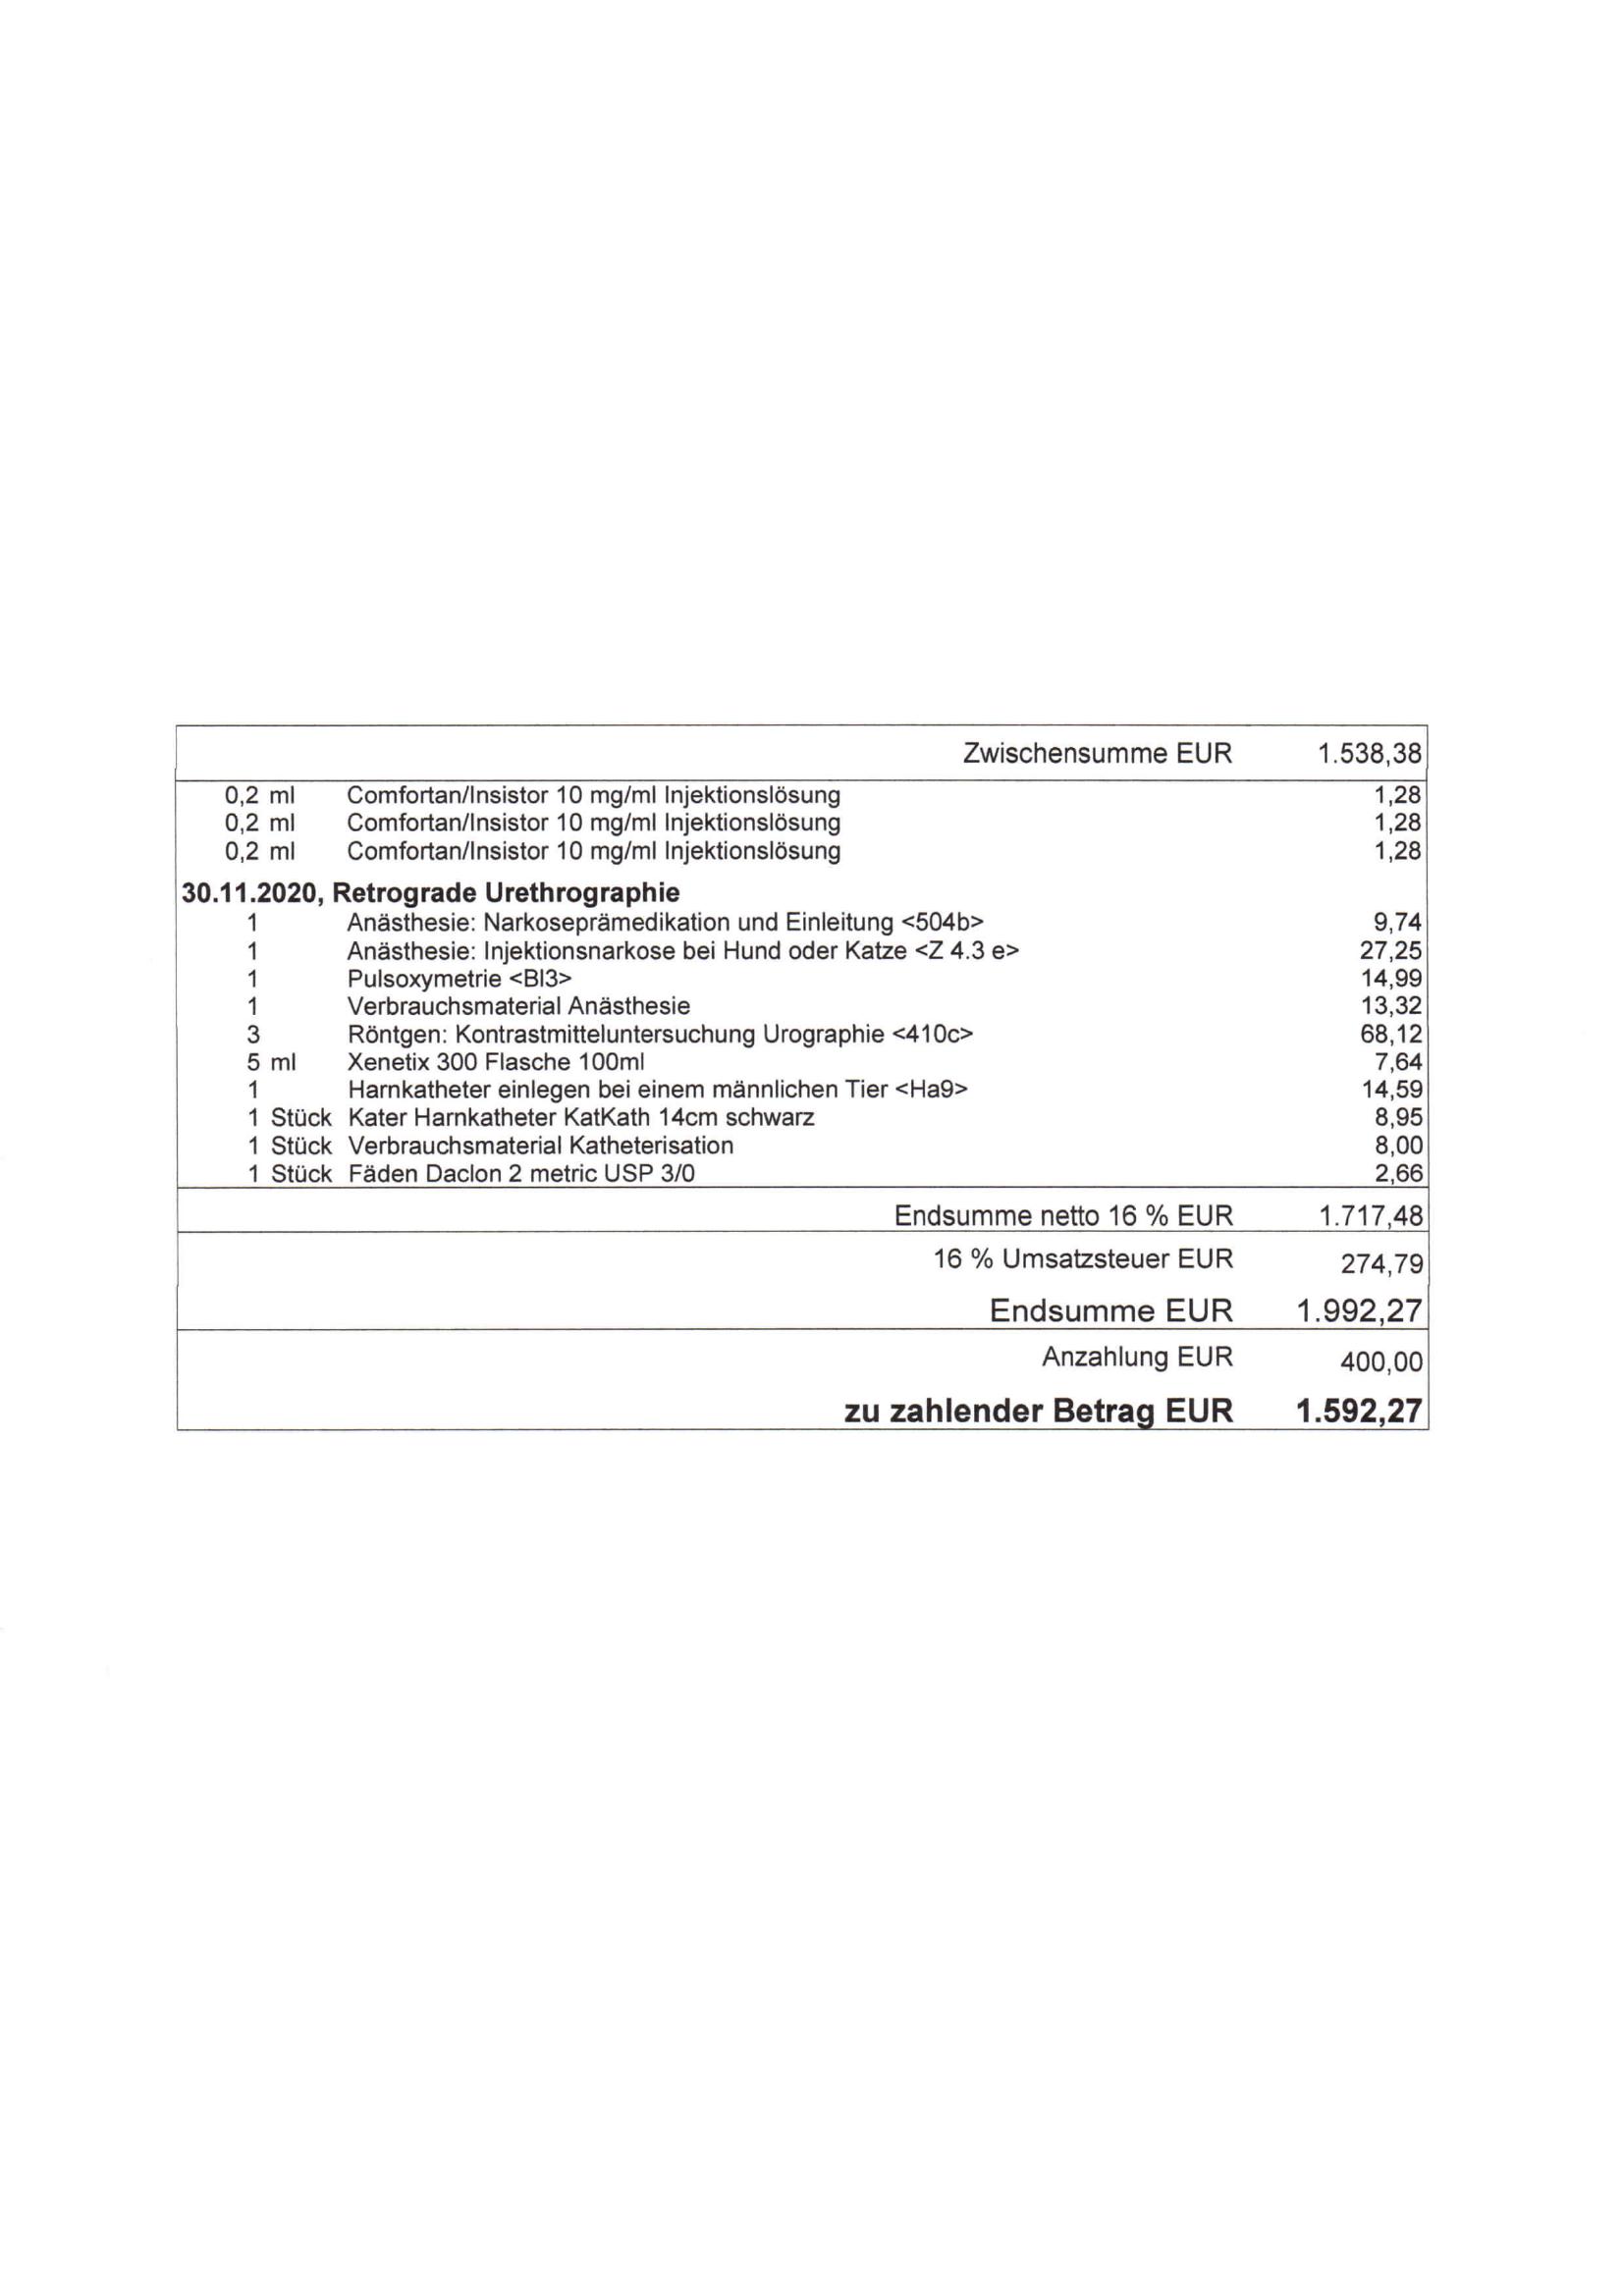 Zwischensumme EUR 1.538,38
0,2 ml Comfortan/Insistor 10 mg/ml Injektionslösung 1,28
0,2 ml Comfortan/Insistor 10 mg/ml Injektionslösung 1,28
0,2 ml Comfortan/Insistor 10 mg/ml Injektionslösung 1,28
30.11.2020, Retrograde Urethrographie
1 Anästhesie: Narkoseprämedikation und Einleitung <504b> 9,74
1 Anästhesie: Injektionsnarkose bei Hund oder Katze <Z 4.3 e> 27,25
1 Pulsoxymetrie <BI3> 14,99
1 Verbrauchsmaterial Anästhesie 13,32
3 Röntgen: Kontrastmitteluntersuchung Urographie <410c> 68,12
5 ml Xenetix 300 Flasche 100ml 7,64
1 Harnkatheter einlegen bei einem männlichen Tier <Ha9> 14,59
1 Stück Kater Harnkatheter KatKath 14cm schwarz 8,95
1 Stück Verbrauchsmaterial Katheterisation 8,00
1 Stück Fäden Daclon 2 metric USP 3/0 2,66
Endsumme netto 16 % EUR 1.717,48
16 % Umsatzsteuer EUR 274,79
Endsumme EUR 1.992,27
Anzahlung EUR 400,00
zu zahlender Betrag EUR 1.592,27